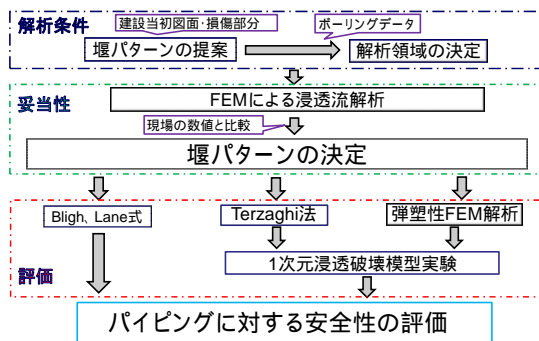 解析条件
建設当初図面・損傷部分
ボーリングデータ
堰パターンの提案
解析領域の決定
妥当性
FEMによる浸透流解析
現場の数値と比較
堰パターンの決定
Bligh、Lane式
Terzaghi法
弾塑性FEM解析
評価
1次元浸透破壊模型実験
パイピングに対する安全性の評価